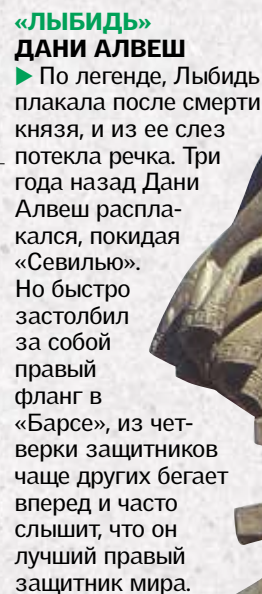 «ЛЫБИДЬ»
ДАНИ АЛВЕШ
▶ По легенде, Лыбидь
плакала после смерти
князя, и из ее слез
потекла речка. Три
года назад Дани
Алвеш распла-
кался, покидая
«Севилью».
Но быстро
застолбил
за собой
правый
фланг в
«Барсе», из чет-
верки защитников
чаще других бегает
вперед и часто
слышит, что он
лучший правый
защитник мира.